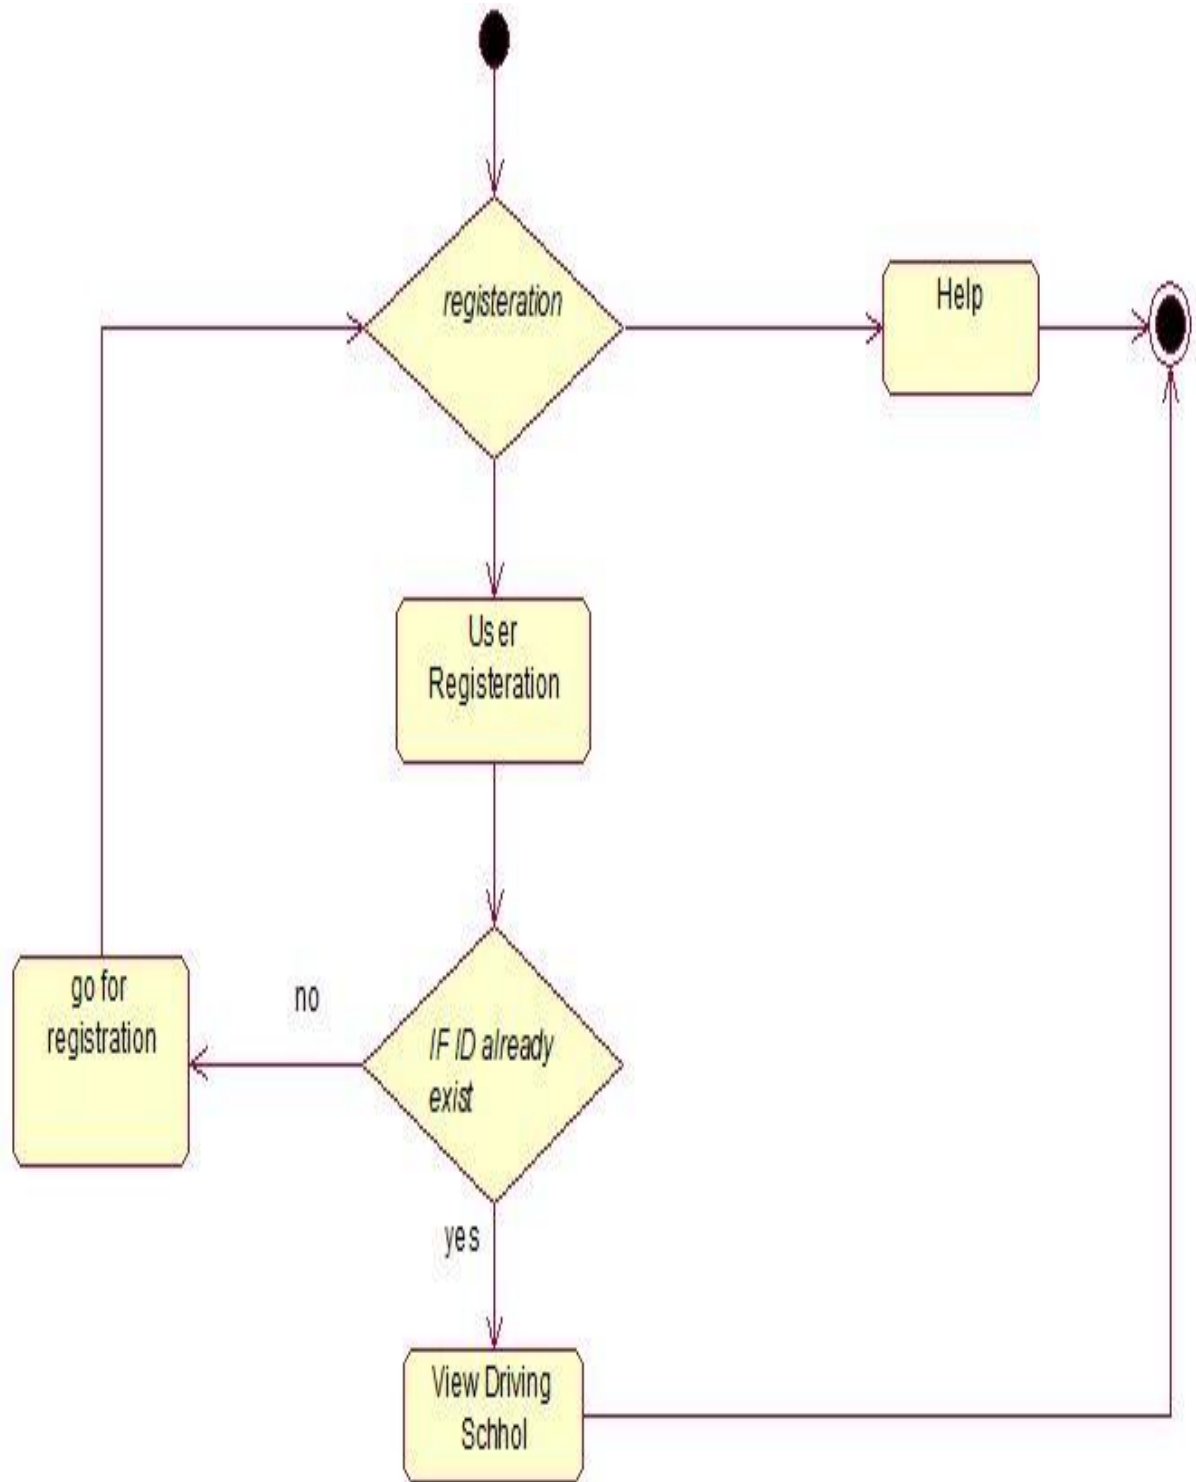 registeration
Help
User
Registeration
go for
registration
no
IF ID already
exist
yes
View Driving
Schhol